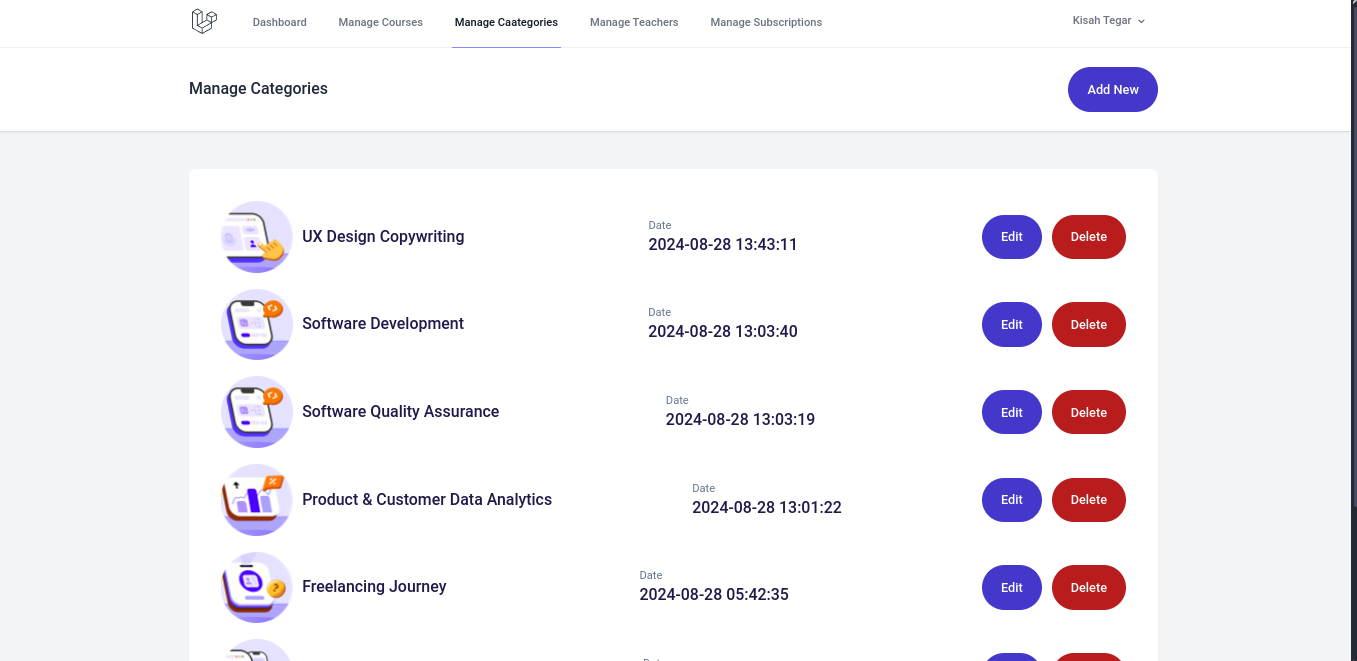 Dashboard
Manage Courses
Manage Caategories
Manage Teachers
Manage Subscriptions
Kisah Tegar
Manage Categories
Add New
UX Design Copywriting
Date
2024-08-28 13:43:11
Edit
Delete
Software Development
Date
2024-08-28 13:03:40
Edit
Delete
Software Quality Assurance
Date
2024-08-28 13:03:19
Edit
Delete
Product & Customer Data Analytics
Date
2024-08-28 13:01:22
Edit
Delete
Freelancing Journey
Date
2024-08-28 05:42:35
Edit
Delete